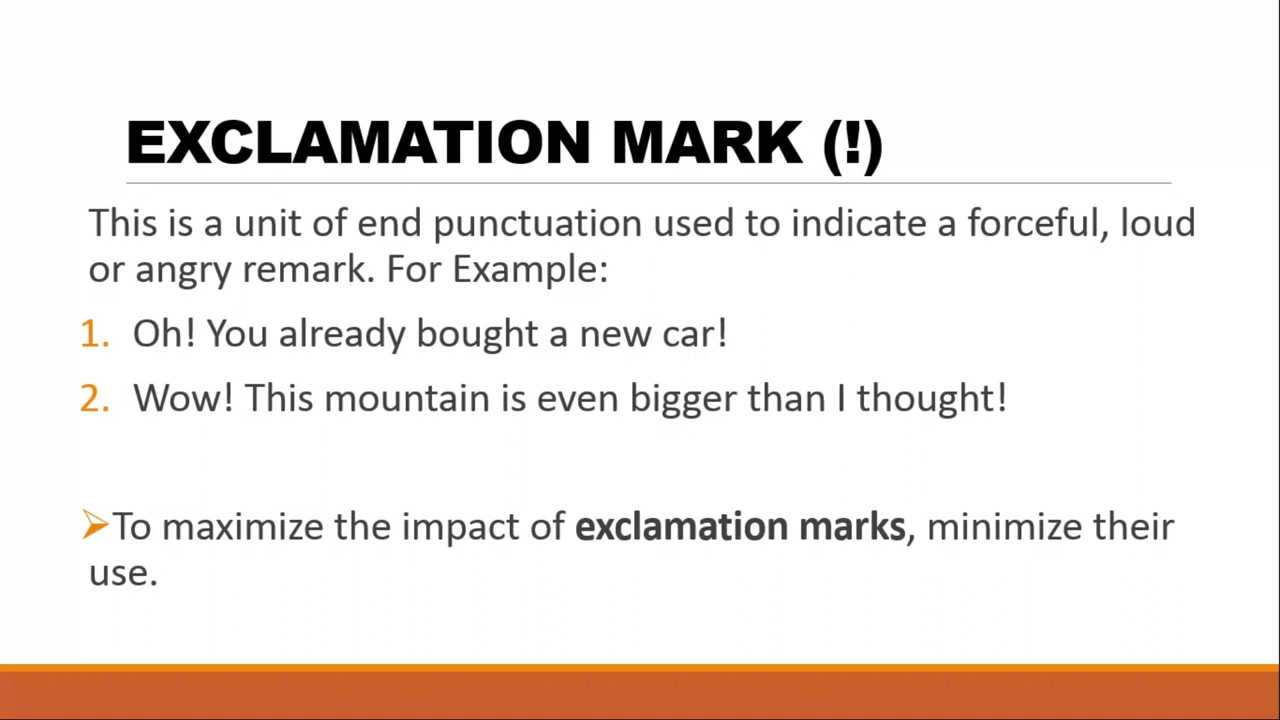 EXCLAMATION MARK (!)
This is a unit of end punctuation used to indicate a forceful, loud
or angry remark. For Example:
1. Oh! You already bought a new car!
2. Wow! This mountain is even bigger than I thought!
➢To maximize the impact of exclamation marks, minimize their
use.